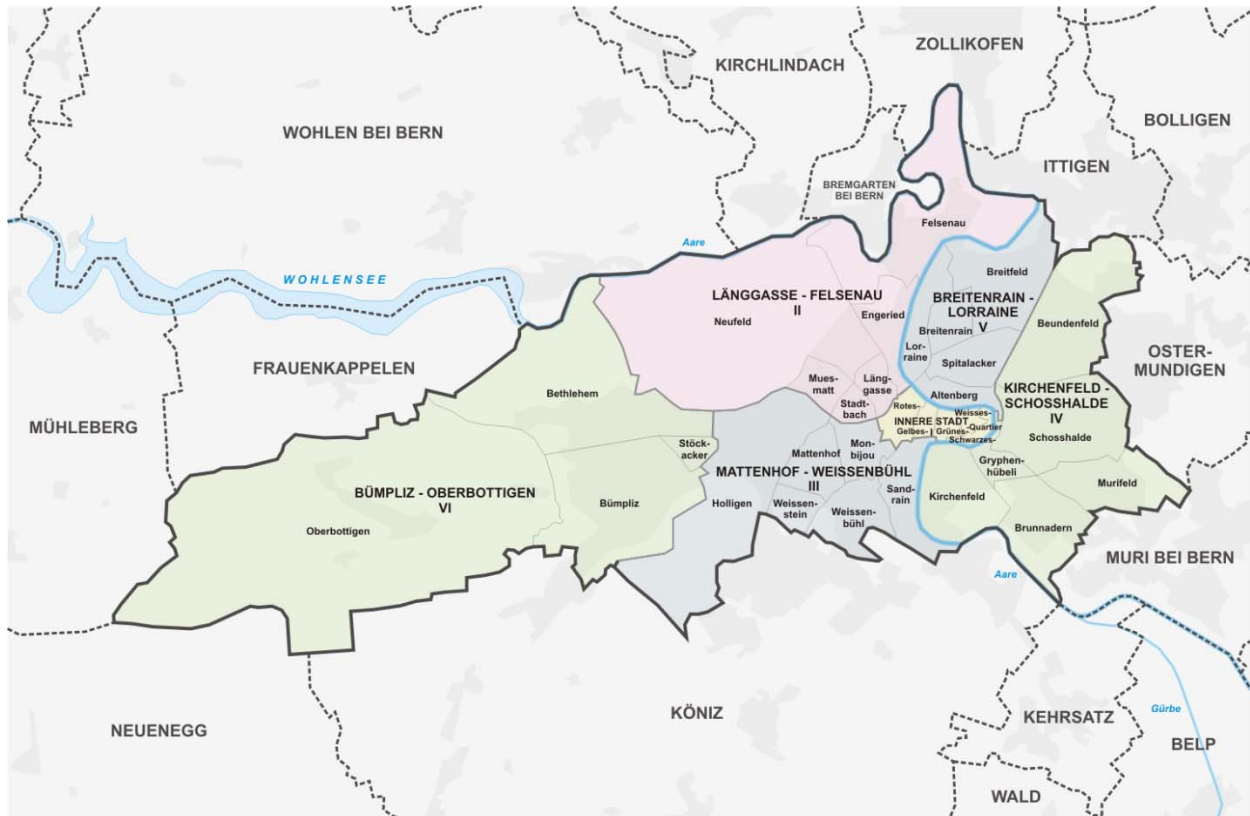 ZOLLIKOFEN
KIRCHLINDACH
BOLLIGEN
WOHLEN BEI BERN
ITTIGEN
BREMGARTEN
BEI BERN
Felsenau
Aare
WOHLENSEE
Breitfeld
LÄNGGASSE - FELSENAU
II
BREITENRAIN -
LORRAINE
V
Engeried
Neufeld
Beundenfeld
Breitenrain
Lor-
raine
OSTER-
MUNDIGEN
FRAUENKAPPELEN
Spitalacker
Mues-
matt
Läng-
gasse
KIRCHENFELD -
SCHOSSHALDE
IV
Bethlehem
Altenberg
Stadt-
bach
Rotes-
Weisses-
INNERE STADT
I
-Quartier
Gelbes-
Grünes-
Schwarzes-
MÜHLEBERG
Schosshalde
Stöck-
acker
Mon-
bijou
Mattenhof
Gryphen-
hübeli
MATTENHOF - WEISSENBÜHL
III
Murifeld
BÜMPLIZ - OBERBOTTIGEN
VI
Sand-
rain
Kirchenfeld
Bümpliz
Holligen
Weissen-
stein
Weissen-
bühl
Oberbottigen
Brunnadern
MURI BEI BERN
Aare
KÖNIZ
Gürbe
KEHRSATZ
NEUENEGG
BELP
WALD